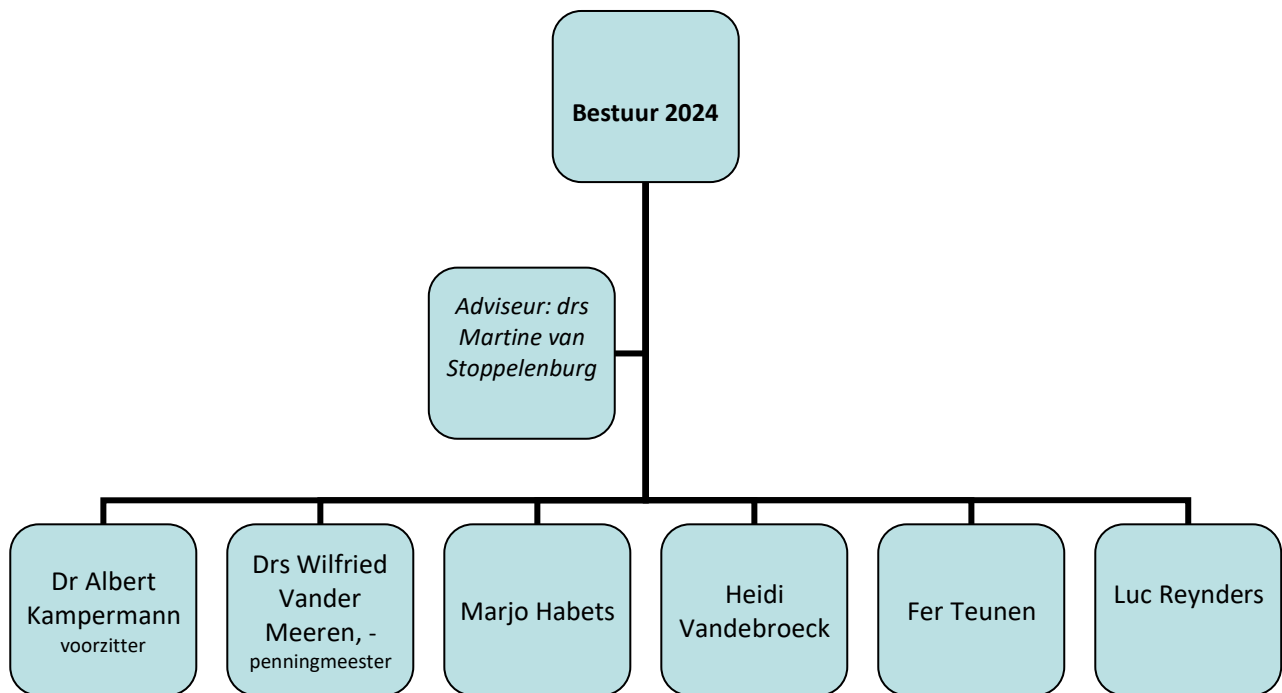 Bestuur 2024
Adviseur: drs
Martine van
Stoppelenburg
Dr Albert
Kampermann
voorzitter
Drs Wilfried
Vander
Meeren, -
penningmeester
Marjo Habets
Heidi
Vandebroeck
Fer Teunen
Luc Reynders